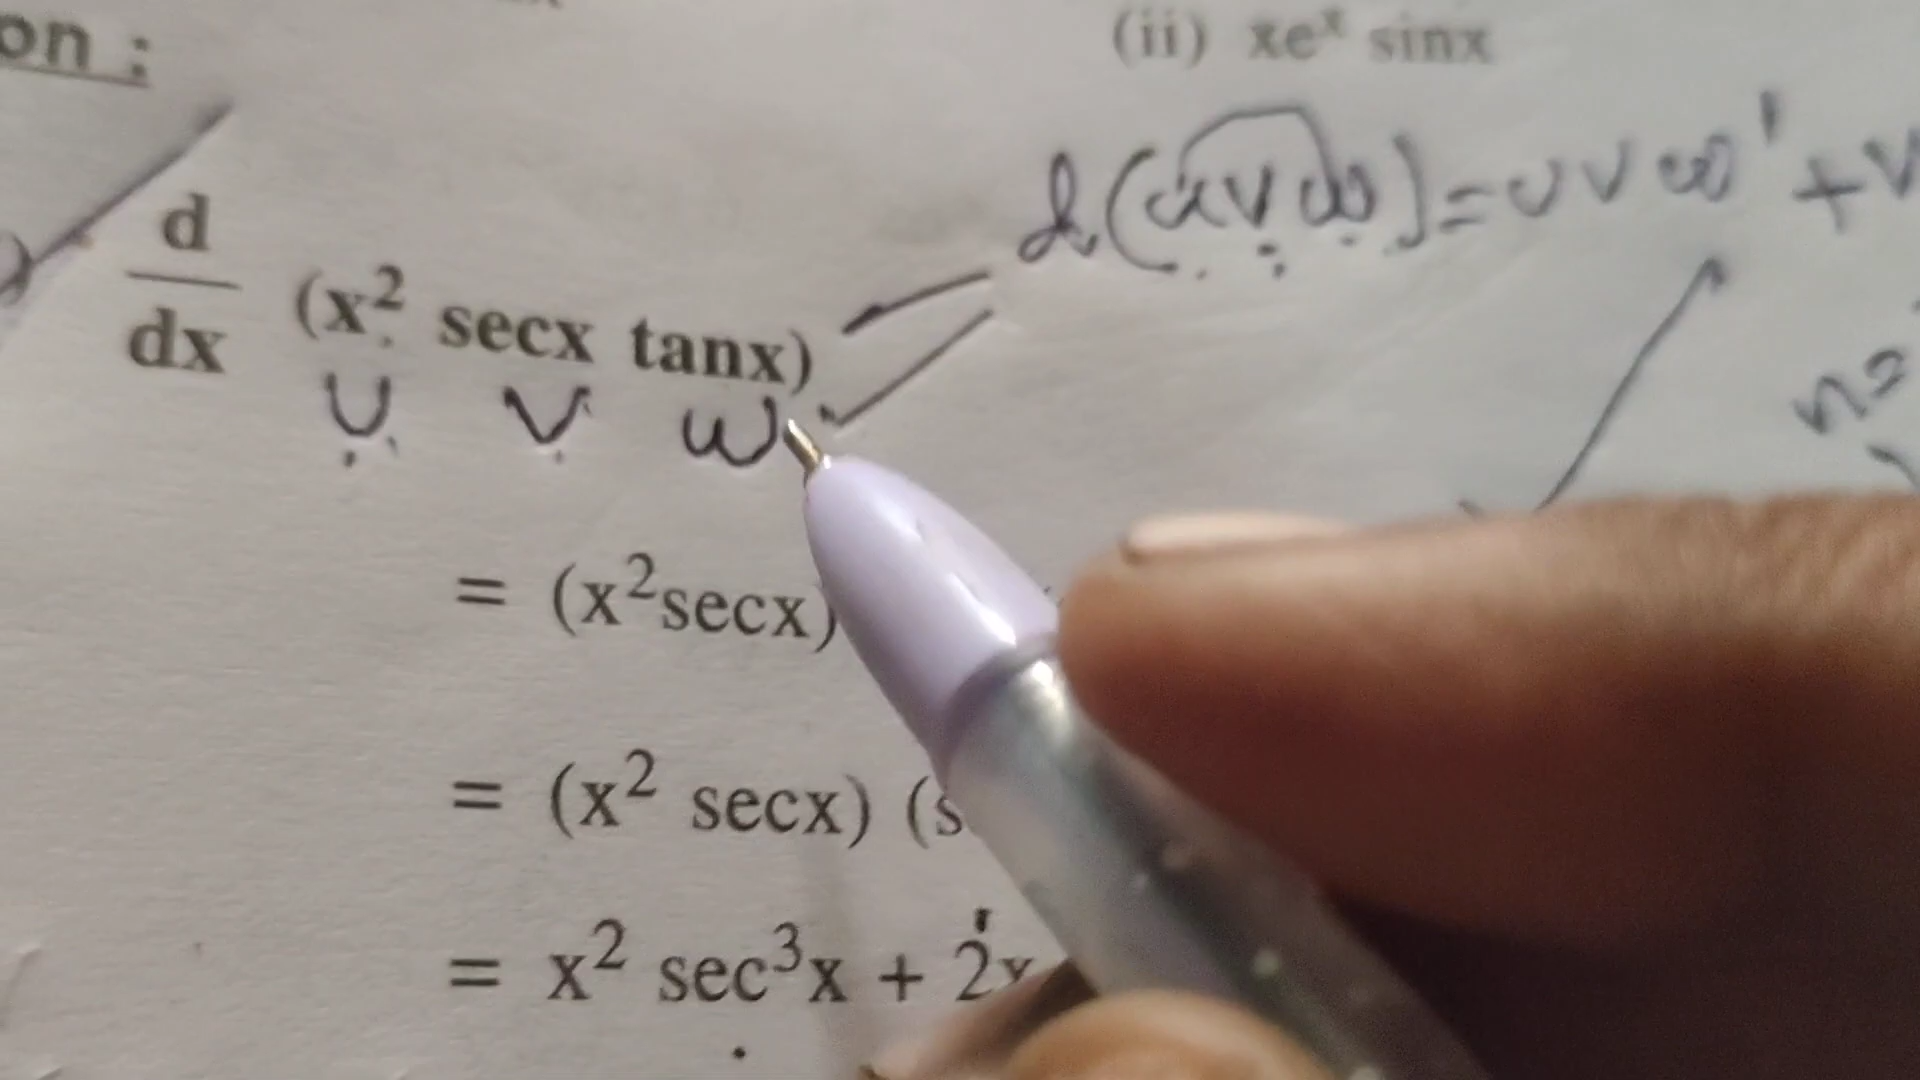 on :
(ii) xeˣ sinx
d(uvw) = uvw' + v
d/dx (x² secx tanx)
U V W
n=
= (x²secx)
= (x² secx) (s
= x² sec³x + 2x